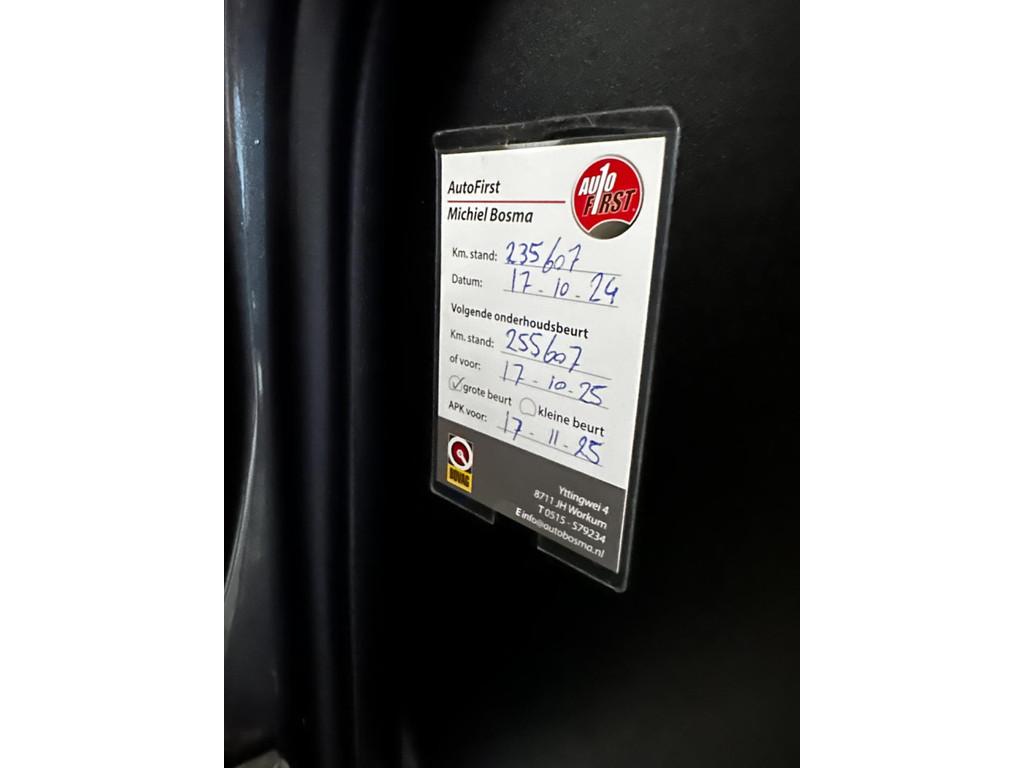 AutoFirst
Michiel Bosma
AUTO
FIRST
Km. stand: 235607
Datum: 17-10-24
Volgende onderhoudsbeurt
Km. stand: 255607
of voor: 17-10-25
grote beurt kleine beurt
APK voor: 17-11-25
BOVAG
Yttingwei 4
8711 JH Workum
T 0515 - 579234
E info@autobosma.nl